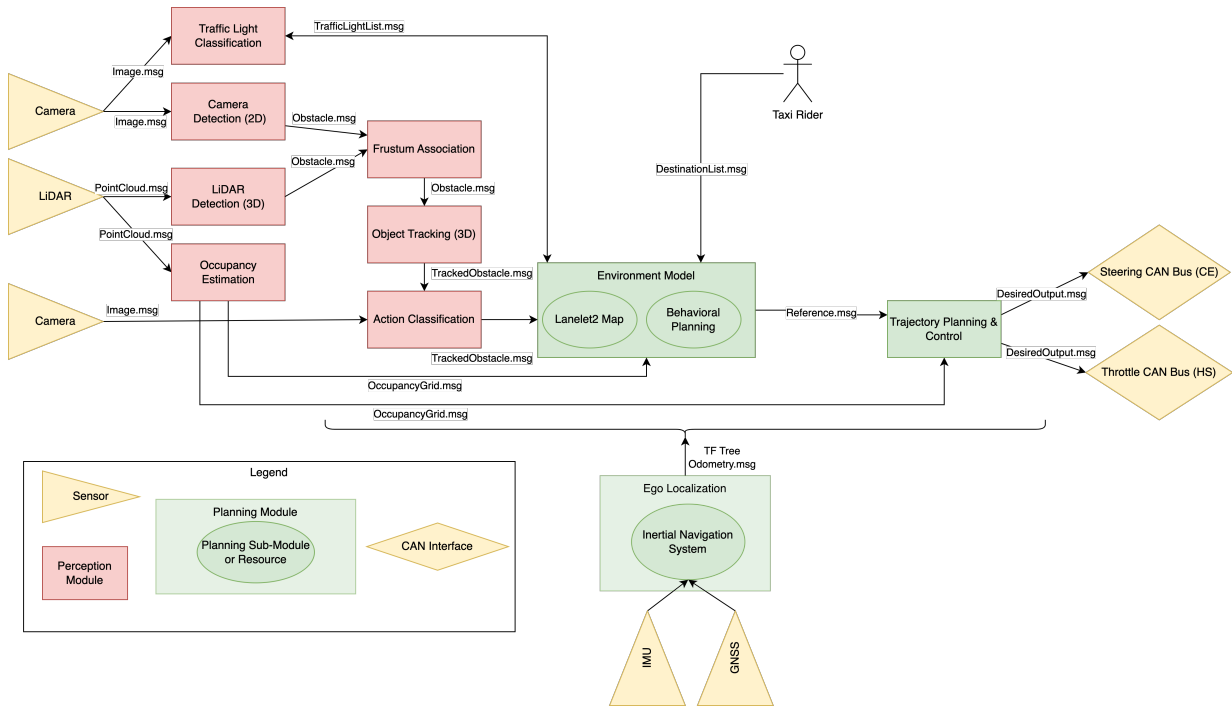 Traffic Light
Classification
TrafficLightList.msg
Image.msg
Camera
Image.msg
Camera
Detection (2D)
Obstacle.msg
Frustum Association
Taxi Rider
DestinationList.msg
LiDAR
PointCloud.msg
LiDAR
Detection (3D)
Obstacle.msg
Obstacle.msg
PointCloud.msg
Object Tracking (3D)
Occupancy
Estimation
TrackedObstacle.msg
Environment Model
Lanelet2 Map
Behavioral
Planning
Camera
Image.msg
Action Classification
TrackedObstacle.msg
Reference.msg
Trajectory Planning &
Control
DesiredOutput.msg
Steering CAN Bus (CE)
DesiredOutput.msg
Throttle CAN Bus (HS)
OccupancyGrid.msg
OccupancyGrid.msg
TF Tree
Odometry.msg
Ego Localization
Inertial Navigation
System
IMU
GNSS
Legend
Sensor
Perception
Module
Planning Module
Planning Sub-Module
or Resource
CAN Interface